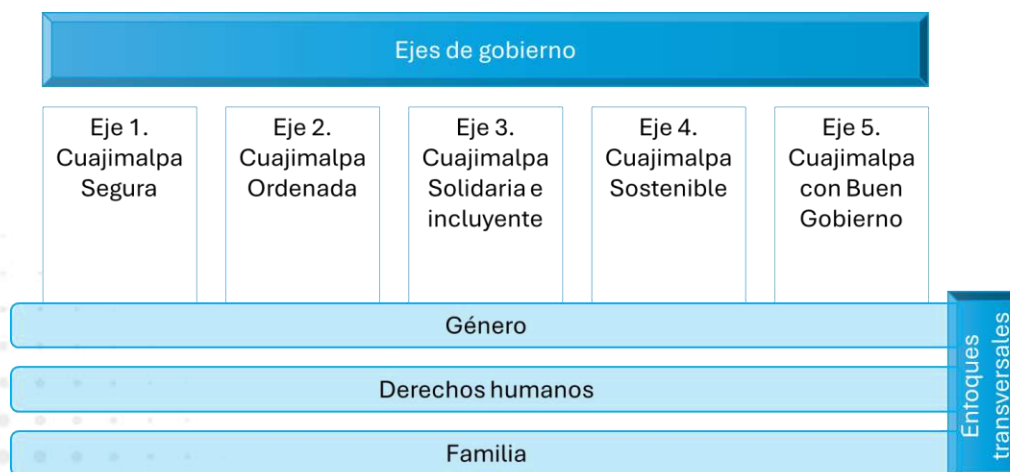 Ejes de gobierno
Eje 1.
Cuajimalpa
Segura
Eje 2.
Cuajimalpa
Ordenada
Eje 3.
Cuajimalpa
Solidaria e
incluyente
Eje 4.
Cuajimalpa
Sostenible
Eje 5.
Cuajimalpa
con Buen
Gobierno
Género
Derechos humanos
Familia
Enfoques
transversales